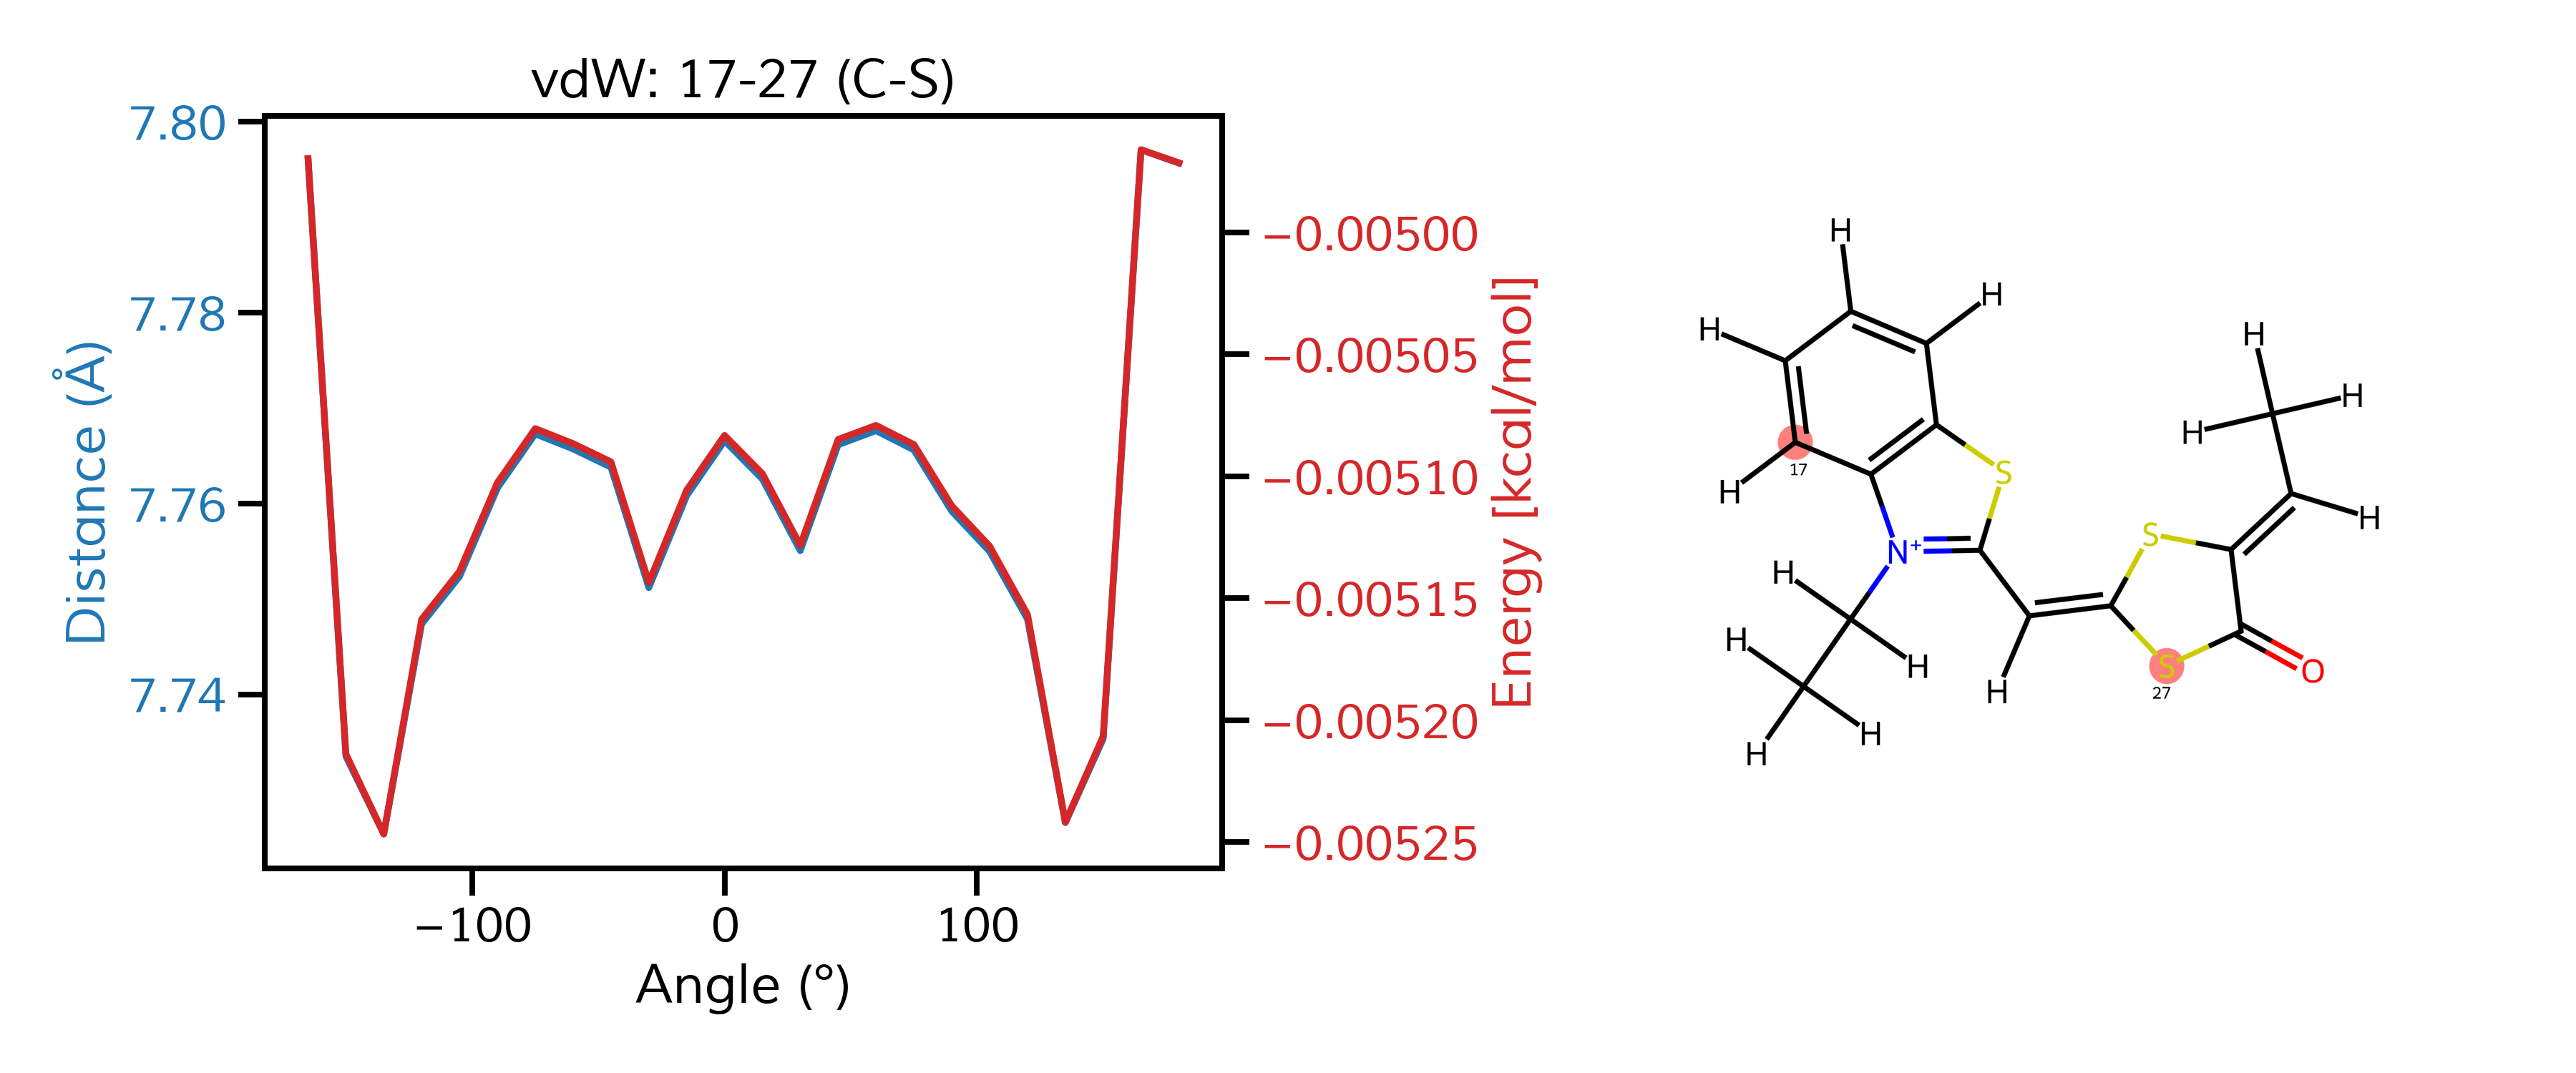 vdW: 17-27 (C-S)
7.80
7.78
7.76
7.74
Distance (Å)
−100
0
100
Angle (°)
−0.00500
−0.00505
−0.00510
−0.00515
−0.00520
−0.00525
Energy [kcal/mol]
H
H
H
H
17
H
S
N+
H
H
H
H
H
H
S
S
27
O
H
H
H
H